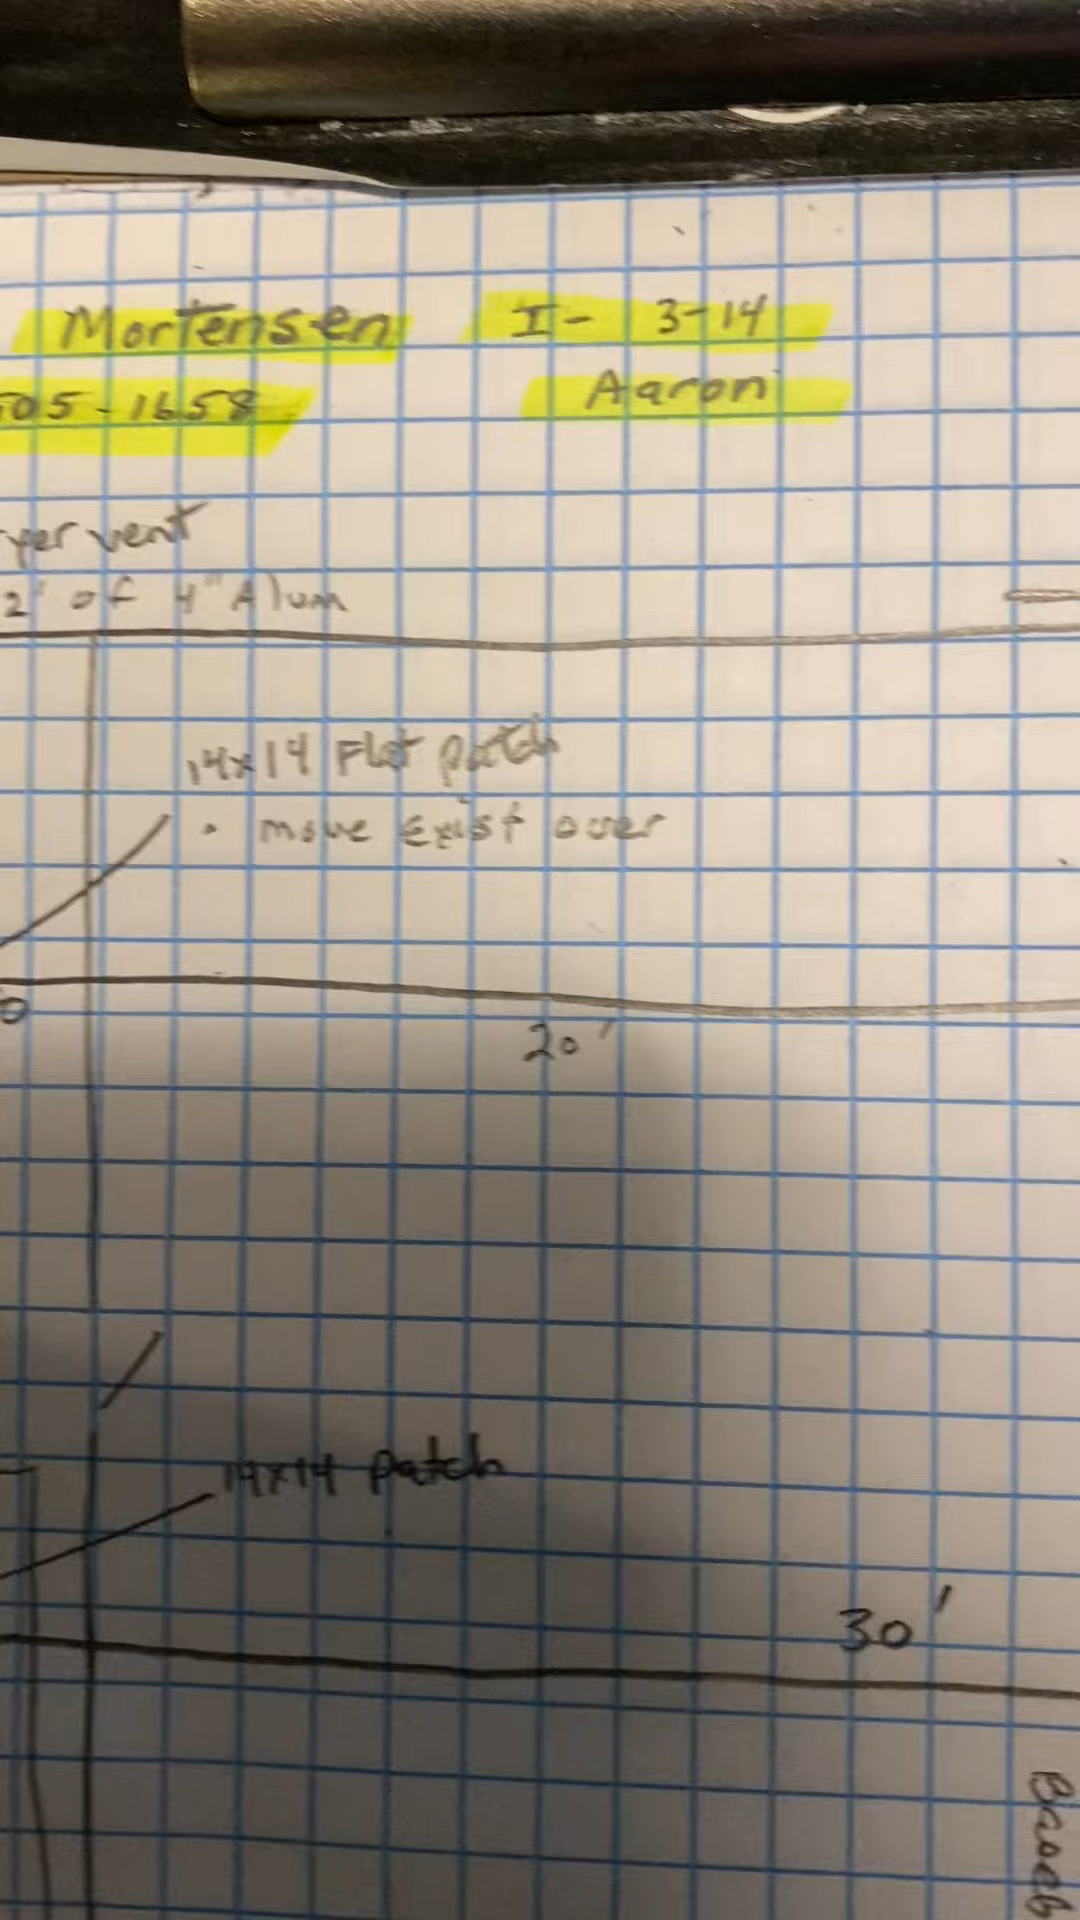 Mortensen I- 3-14
505-1658 Aaron
yer vent
2' of 4" Alum
14x14 Flat patch
• move Exist over
20'
14x14 patch
30'